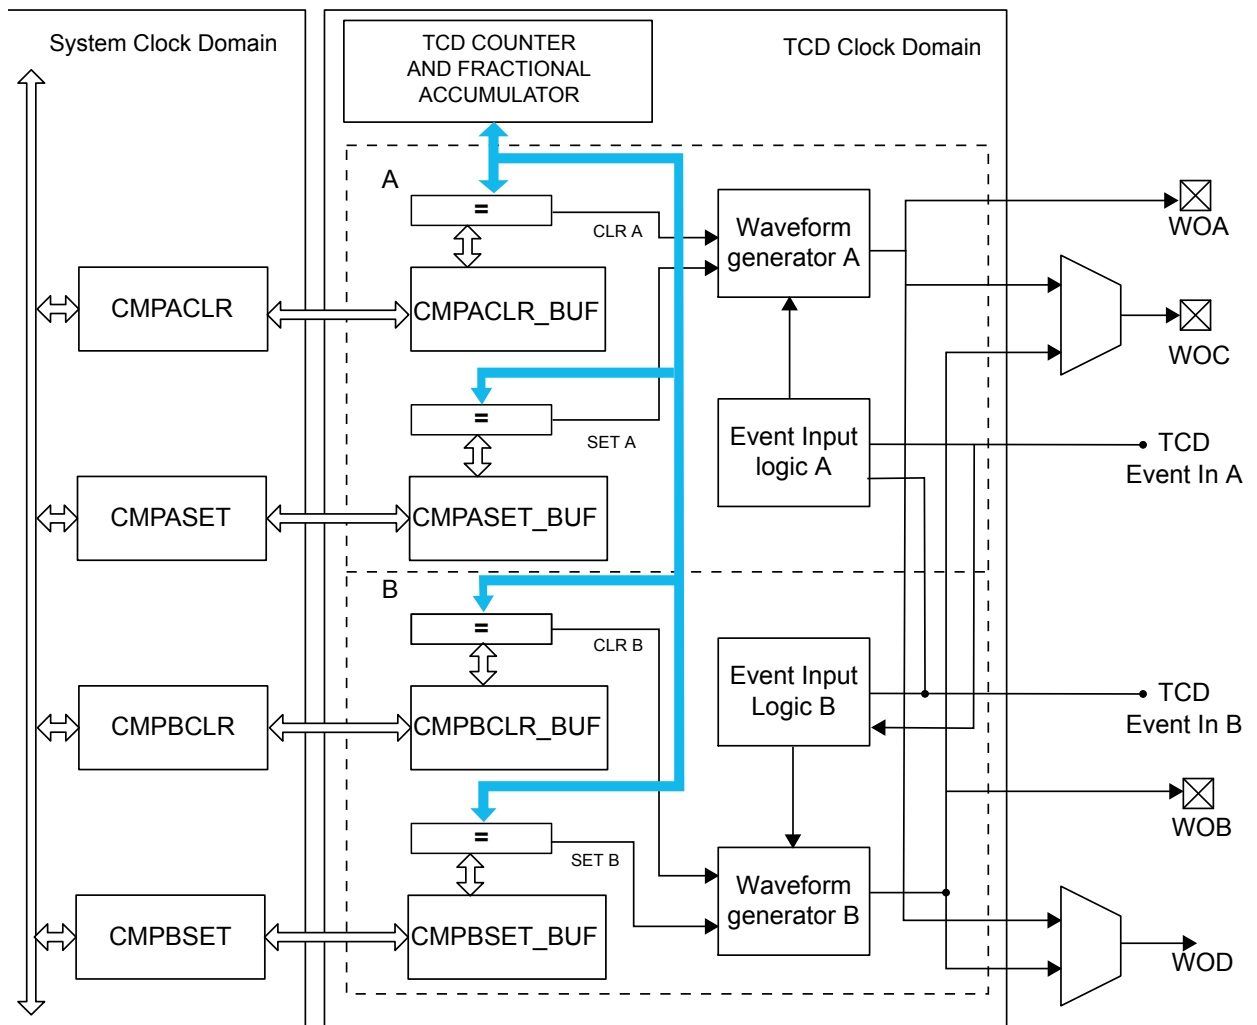 System Clock Domain
TCD COUNTER
AND FRACTIONAL
ACCUMULATOR
TCD Clock Domain
A
=
CLR A
Waveform
generator A
WOA
CMPACLR
CMPACLR_BUF
WOC
=
SET A
Event Input
logic A
TCD
Event In A
CMPASET
CMPASET_BUF
B
=
CLR B
Event Input
Logic B
TCD
Event In B
CMPBCLR
CMPBCLR_BUF
WOB
=
SET B
Waveform
generator B
CMPBSET
CMPBSET_BUF
WOD